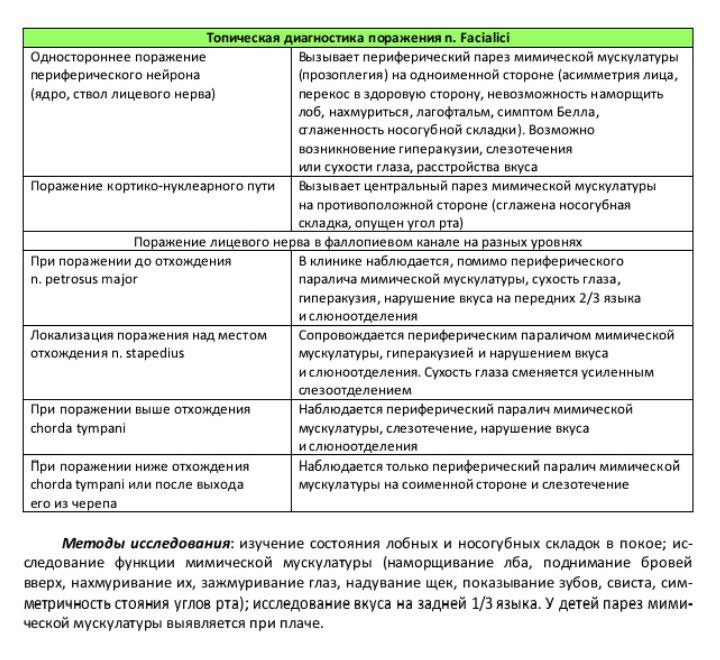 Топическая диагностика поражения n. Facialici
Одностороннее поражение
периферического нейрона
(ядро, ствол лицевого нерва)
Вызывает периферический парез мимической мускулатуры
(прозоплегия) на одноименной стороне (асимметрия лица,
перекос в здоровую сторону, невозможность наморщить
лоб, нахмуриться, лагофтальм, симптом Белла,
сглаженность носогубной складки). Возможно
возникновение гиперакузии, слезотечения
или сухости глаза, расстройства вкуса
Поражение кортико-нуклеарного пути
Вызывает центральный парез мимической мускулатуры
на противоположной стороне (сглажена носогубная
складка, опущен угол рта)
Поражение лицевого нерва в фаллопиевом канале на разных уровнях
При поражении до отхождения
n. petrosus major
В клинике наблюдается, помимо периферического
паралича мимической мускулатуры, сухость глаза,
гиперакузия, нарушение вкуса на передних 2/3 языка
и слюноотделения
Локализация поражения над местом
отхождения n. stapedius
Сопровождается периферическим параличом мимической
мускулатуры, гиперакузией и нарушением вкуса
и слюноотделения. Сухость глаза сменяется усиленным
слезоотделением
При поражении выше отхождения
chorda tympani
Наблюдается периферический паралич мимической
мускулатуры, слезотечение, нарушение вкуса
и слюноотделения
При поражении ниже отхождения
chorda tympani или после выхода
его из черепа
Наблюдается только периферический паралич мимической
мускулатуры на соименной стороне и слезотечение
Методы исследования: изучение состояния лобных и носогубных складок в покое; ис-
следование функции мимической мускулатуры (наморщивание лба, поднимание бровей
вверх, нахмуривание их, зажмуривание глаз, надувание щек, показывание зубов, свиста, сим-
метричность стояния углов рта); исследование вкуса на задней 1/3 языка. У детей парез мими-
ческой мускулатуры выявляется при плаче.